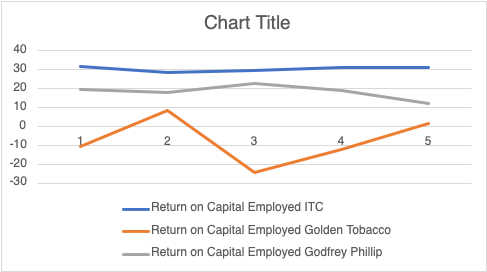 Chart Title
40
30
20
10
0
1 2 3 4 5
-10
-20
-30
Return on Capital Employed ITC
Return on Capital Employed Golden Tobacco
Return on Capital Employed Godfrey Phillip